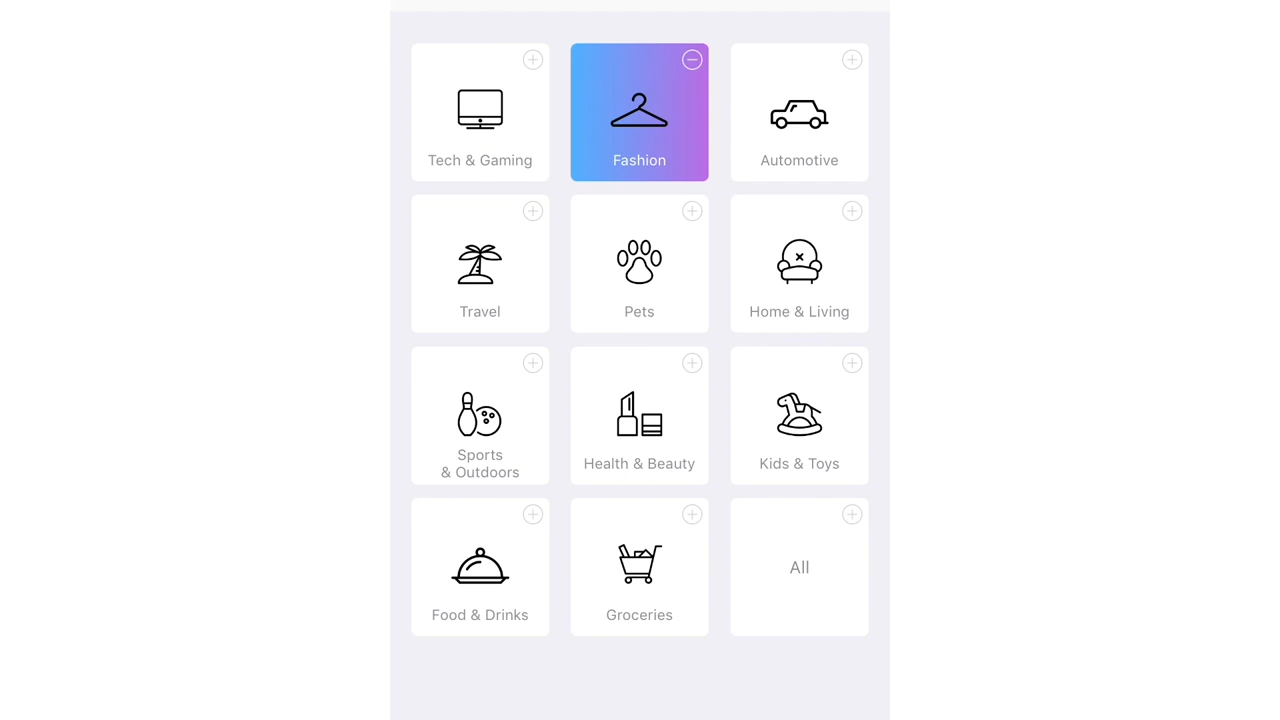 Tech & Gaming
Fashion
Automotive
Travel
Pets
Home & Living
Sports
& Outdoors
Health & Beauty
Kids & Toys
Food & Drinks
Groceries
All